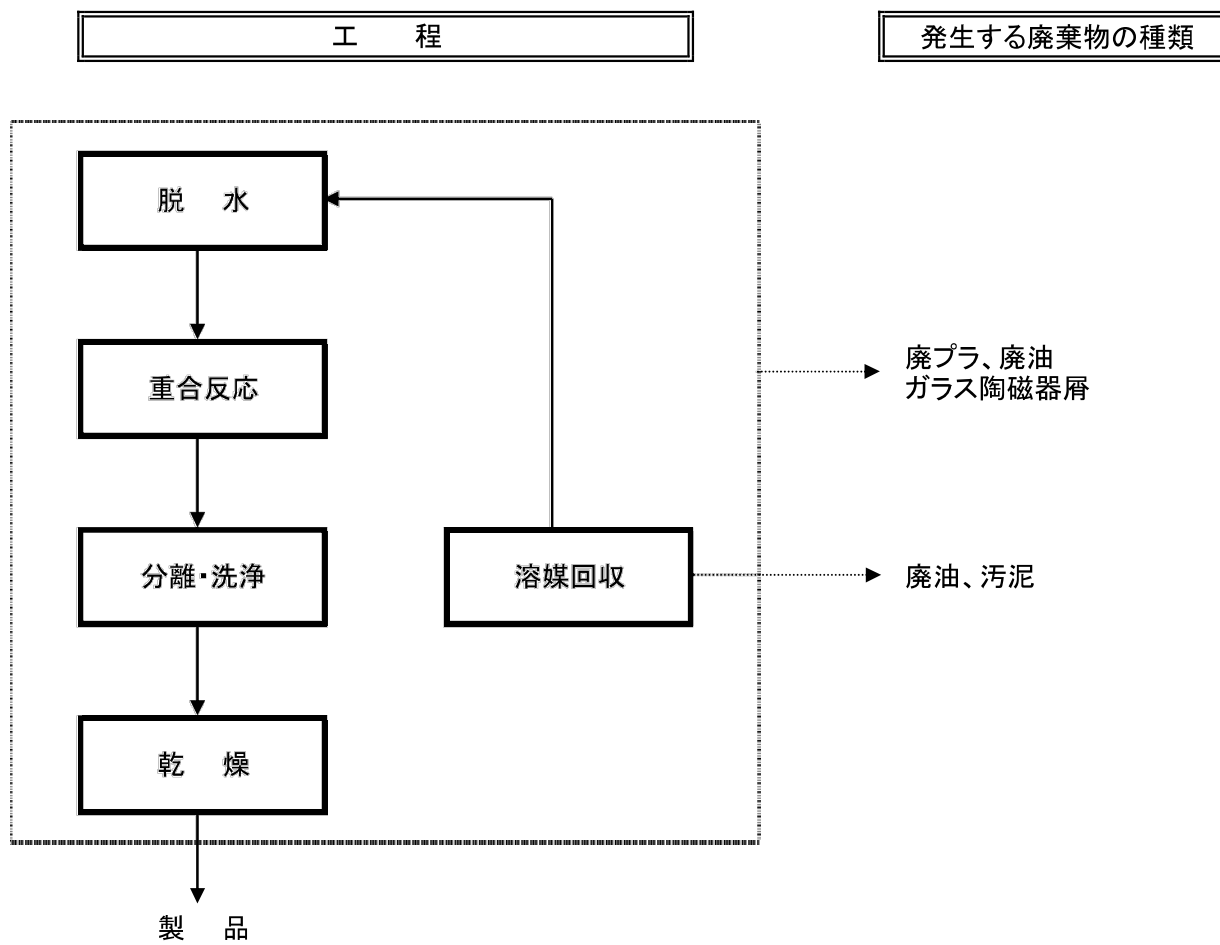 工　　程
発生する廃棄物の種類
脱　水
重合反応
廃プラ、廃油
ガラス陶磁器屑
分離・洗浄
溶媒回収
廃油、汚泥
乾　燥
製　品